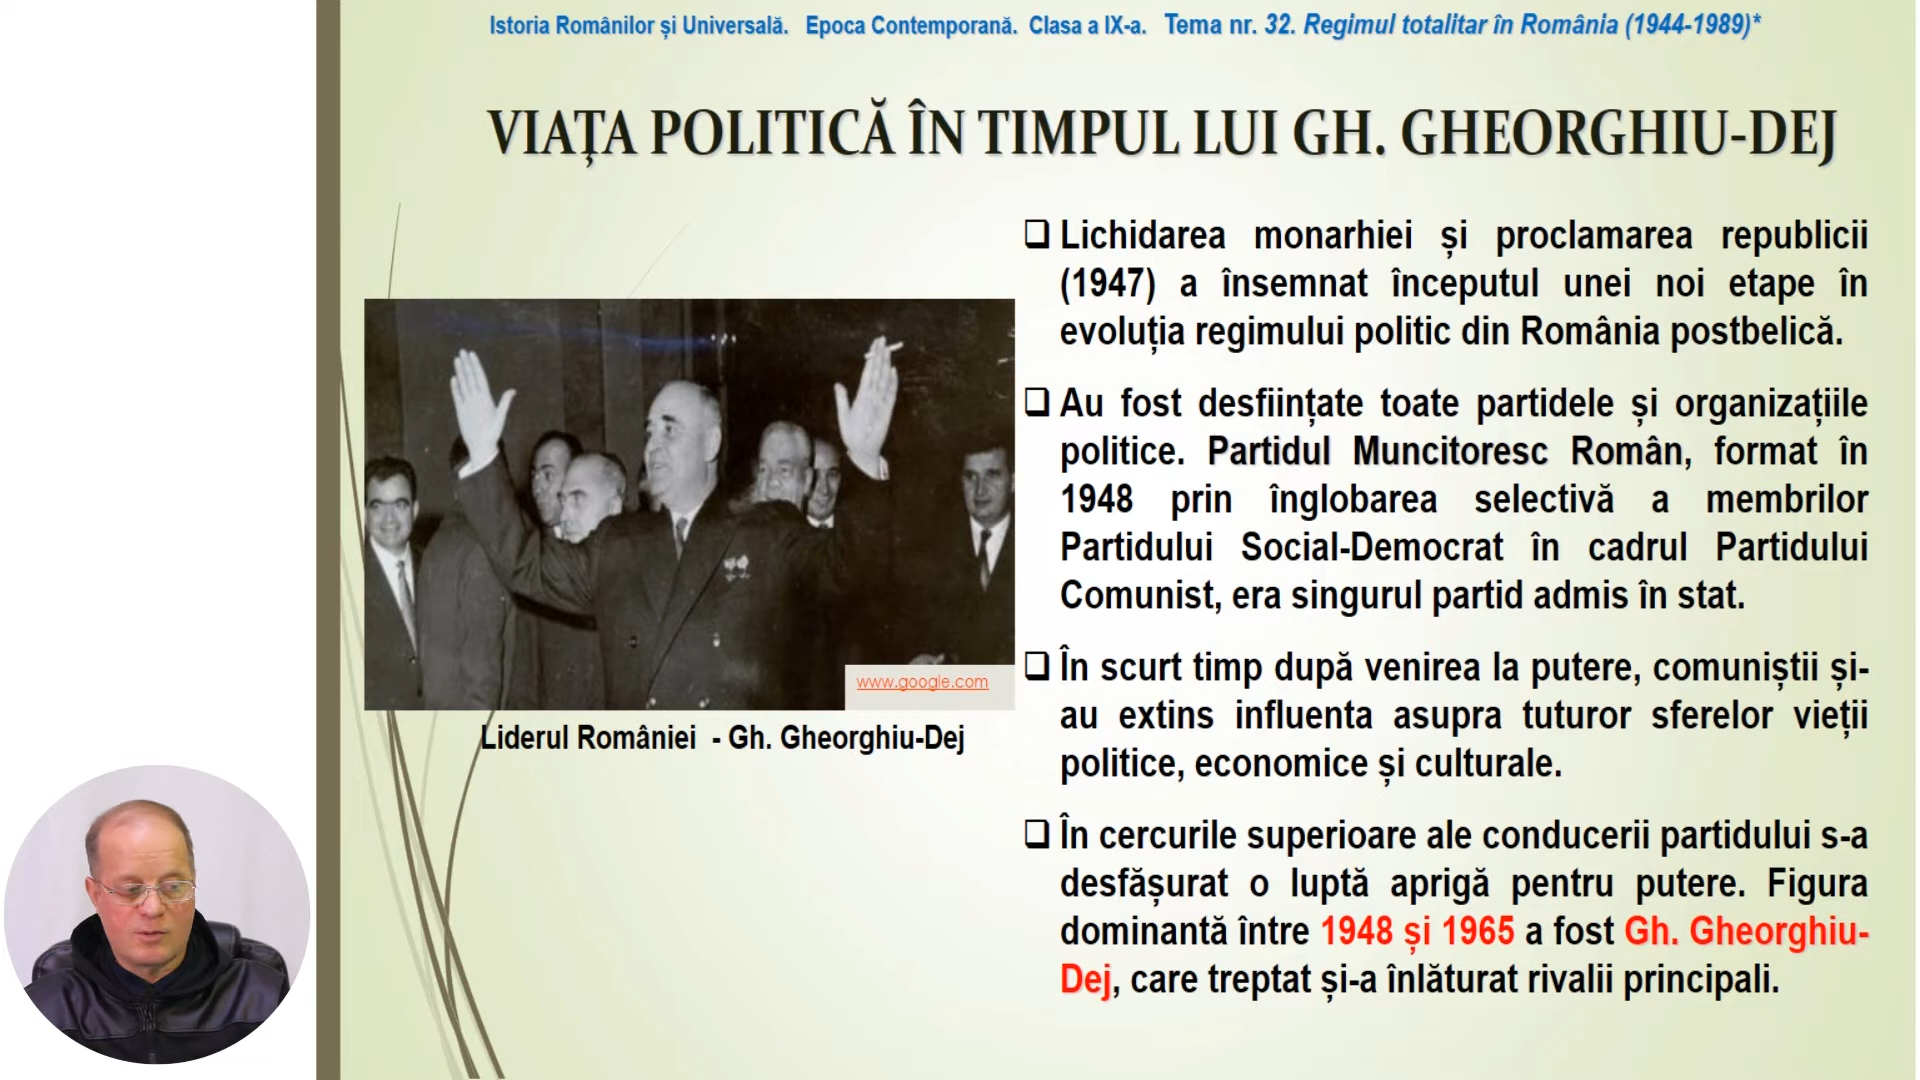 Istoria Românilor și Universală. Epoca Contemporană. Clasa a IX-a. Tema nr. 32. Regimul totalitar în România (1944-1989)*
VIAȚA POLITICĂ ÎN TIMPUL LUI GH. GHEORGHIU-DEJ
❑ Lichidarea monarhiei și proclamarea republicii
(1947) a însemnat începutul unei noi etape în
evoluția regimului politic din România postbelică.
❑ Au fost desființate toate partidele și organizațiile
politice. Partidul Muncitoresc Român, format în
1948 prin înglobarea selectivă a membrilor
Partidului Social-Democrat în cadrul Partidului
Comunist, era singurul partid admis în stat.
❑ În scurt timp după venirea la putere, comuniștii și-
au extins influenta asupra tuturor sferelor vieții
politice, economice și culturale.
❑ În cercurile superioare ale conducerii partidului s-a
desfășurat o luptă aprigă pentru putere. Figura
dominantă între 1948 și 1965 a fost Gh. Gheorghiu-
Dej, care treptat și-a înlăturat rivalii principali.
www.google.com
Liderul României - Gh. Gheorghiu-Dej